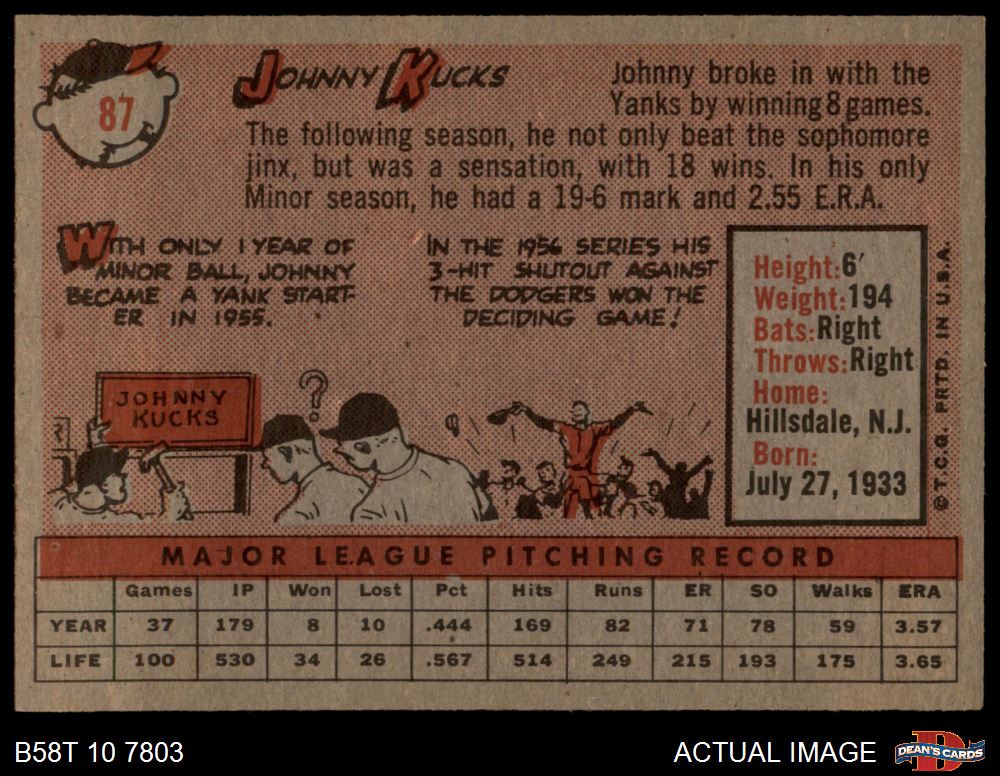 87
JOHNNY KUCKS
Johnny broke in with the
Yanks by winning 8 games.
The following season, he not only beat the sophomore
jinx, but was a sensation, with 18 wins. In his only
Minor season, he had a 19-6 mark and 2.55 E.R.A.
WITH ONLY 1 YEAR OF
MINOR BALL, JOHNNY
BECAME A YANK START-
ER IN 1955.
IN THE 1956 SERIES HIS
3-HIT SHUTOUT AGAINST
THE DODGERS WON THE
DECIDING GAME!
JOHNNY
KUCKS
?
Height: 6'
Weight: 194
Bats: Right
Throws: Right
Home:
Hillsdale, N.J.
Born:
July 27, 1933
© T.C.G. PRTD. IN U.S.A.
MAJOR LEAGUE PITCHING RECORD
Games IP Won Lost Pct Hits Runs ER SO Walks ERA
YEAR 37 179 8 10 .444 169 82 71 78 59 3.57
LIFE 100 530 34 26 .567 514 249 215 193 175 3.65
B58T 10 7803
ACTUAL IMAGE
DEAN'S CARDS